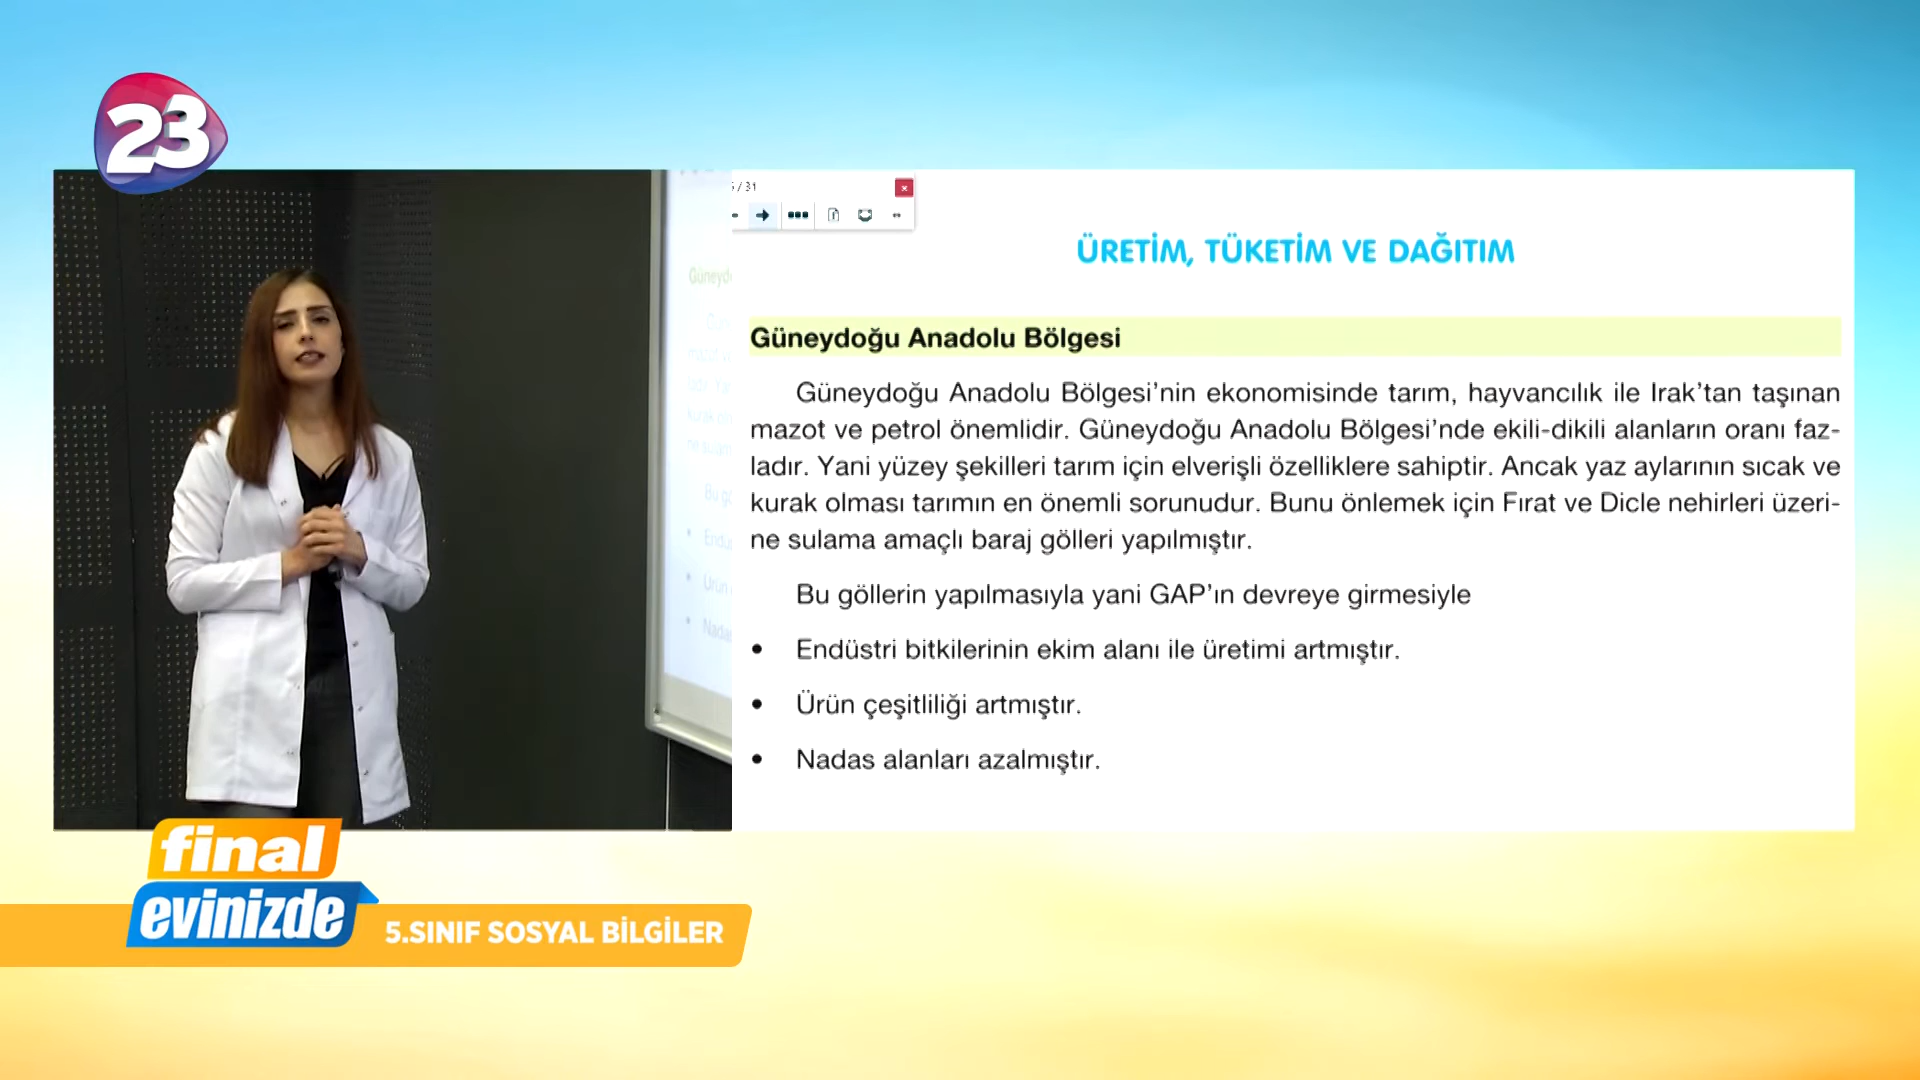 23
5 / 31
ÜRETİM, TÜKETİM VE DAĞITIM
Güneydoğu Anadolu Bölgesi
Güneydoğu Anadolu Bölgesi'nin ekonomisinde tarım, hayvancılık ile Irak'tan taşınan
mazot ve petrol önemlidir. Güneydoğu Anadolu Bölgesi'nde ekili-dikili alanların oranı faz-
ladır. Yani yüzey şekilleri tarım için elverişli özelliklere sahiptir. Ancak yaz aylarının sıcak ve
kurak olması tarımın en önemli sorunudur. Bunu önlemek için Fırat ve Dicle nehirleri üzeri-
ne sulama amaçlı baraj gölleri yapılmıştır.
Bu göllerin yapılmasıyla yani GAP'ın devreye girmesiyle
• Endüstri bitkilerinin ekim alanı ile üretimi artmıştır.
• Ürün çeşitliliği artmıştır.
• Nadas alanları azalmıştır.
final
evinizde
5.SINIF SOSYAL BİLGİLER